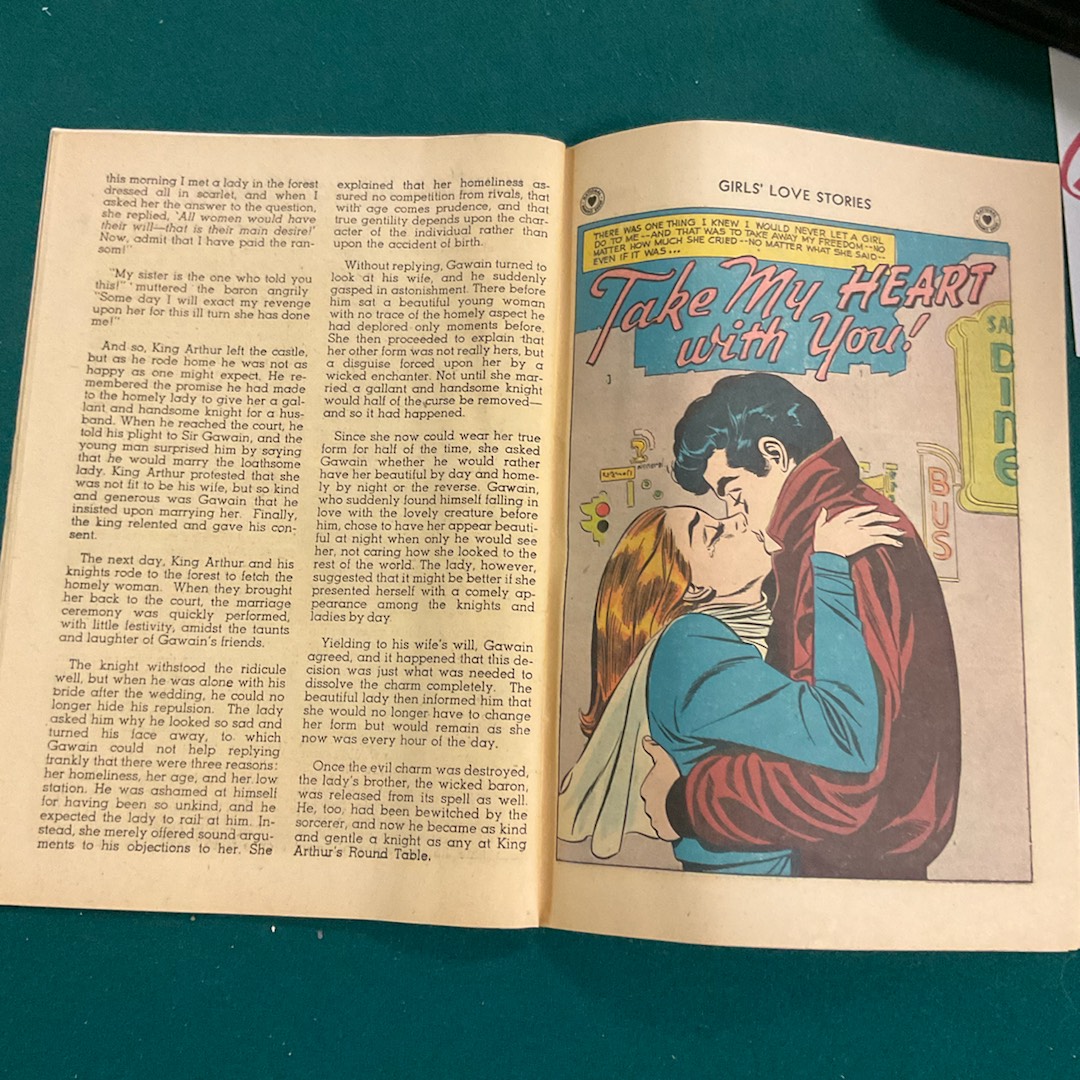 this morning I met a lady in the forest
dressed all in scarlet, and when I
asked her the answer to the question,
she replied, 'All women would have
their will—that is their main desire!'
Now, admit that I have paid the ran-
som!"
"My sister is the one who told you
this!" muttered the baron angrily
"Some day I will exact my revenge
upon her for this ill turn she has done
me!"
And so, King Arthur left the castle,
but as he rode home he was not as
happy as one might expect. He re-
membered the promise he had made
to the homely lady to give her a gal-
lant and handsome knight for a hus-
band. When he reached the court, he
told his plight to Sir Gawain, and the
young man surprised him by saying
that he would marry the loathsome
lady. King Arthur protested that she
was not fit to be his wife, but so kind
and generous was Gawain that he
insisted upon marrying her. Finally,
the king relented and gave his con-
sent.
The next day, King Arthur and his
knights rode to the forest to fetch the
homely woman. When they brought
her back to the court, the marriage
ceremony was quickly performed,
with little festivity, amidst the taunts
and laughter of Gawain's friends.
The knight withstood the ridicule
well, but when he was alone with his
bride after the wedding, he could no
longer hide his repulsion. The lady
asked him why he looked so sad and
turned his face away, to which
Gawain could not help replying
frankly that there were three reasons:
her homeliness, her age, and her low
station. He was ashamed at himself
for having been so unkind, and he
expected the lady to rail at him. In-
stead, she merely offered sound argu-
ments to his objections to her. She
explained that her homeliness as-
sured no competition from rivals, that
with age comes prudence, and that
true gentility depends upon the char-
acter of the individual rather than
upon the accident of birth.
Without replying, Gawain turned to
look at his wife, and he suddenly
gasped in astonishment. There before
him sat a beautiful young woman
with no trace of the homely aspect he
had deplored only moments before.
She then proceeded to explain that
her other form was not really hers, but
a disguise forced upon her by a
wicked enchanter. Not until she mar-
ried a gallant and handsome knight
would half of the curse be removed—
and so it had happened.
Since she now could wear her true
form for half of the time, she asked
Gawain whether he would rather
have her beautiful by day and home-
ly by night or the reverse. Gawain,
who suddenly found himself falling in
love with the lovely creature before
him, chose to have her appear beauti-
ful at night when only he would see
her, not caring how she looked to the
rest of the world. The lady, however,
suggested that it might be better if she
presented herself with a comely ap-
pearance among the knights and
ladies by day.
Yielding to his wife's will, Gawain
agreed, and it happened that this de-
cision was just what was needed to
dissolve the charm completely. The
beautiful lady then informed him that
she would no longer have to change
her form but would remain as she
now was every hour of the day.
Once the evil charm was destroyed,
the lady's brother, the wicked baron,
was released from its spell as well.
He, too, had been bewitched by the
sorcerer, and now he became as kind
and gentle a knight as any at King
Arthur's Round Table.
GIRLS' LOVE STORIES
THERE WAS ONE THING I KNEW I WOULD NEVER LET A GIRL
DO TO ME--AND THAT WAS TO TAKE AWAY MY FREEDOM--NO
MATTER HOW MUCH SHE CRIED--NO MATTER WHAT SHE SAID--
EVEN IF IT WAS...
Take My HEART
with You!
DINE
BUS